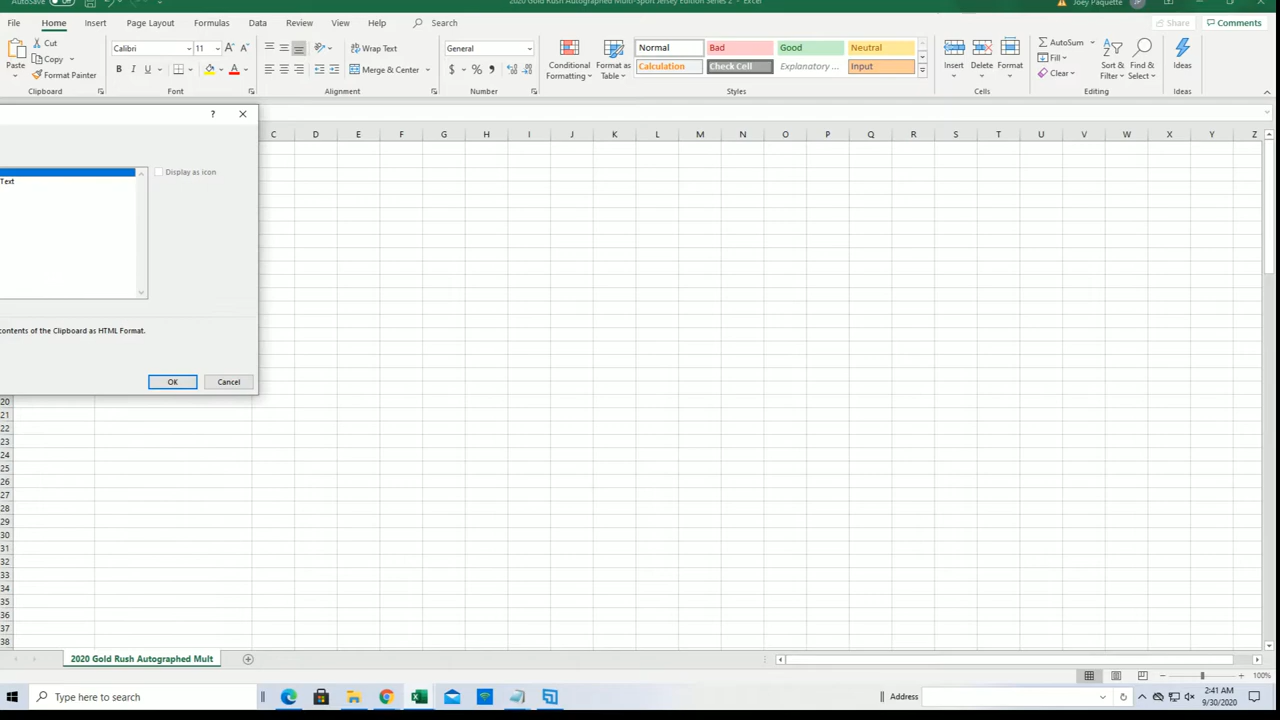 AutoSave
2020 Gold Rush Autographed Multi-Sport Jersey Edition Series 2 - Excel
Joey Paquette
JP
File Home Insert Page Layout Formulas Data Review View Help Search
Share Comments
Paste
Cut
Copy
Format Painter
Calibri 11
B I U
Wrap Text
Merge & Center
General
$ % ,
Conditional Formatting
Format as Table
Normal Bad Good Neutral
Calculation Check Cell Explanatory ... Input
Insert Delete Format
AutoSum
Fill
Clear
Sort & Filter
Find & Select
Ideas
Clipboard Font Alignment Number Styles Cells Editing Ideas
?
C D E F G H I J K L M N O P Q R S T U V W X Y Z
Text
Display as icon
contents of the Clipboard as HTML Format.
OK Cancel
20
21
22
23
24
25
26
27
28
29
30
31
32
33
34
35
36
37
38
2020 Gold Rush Autographed Mult
100%
Type here to search
Address
2:41 AM
9/30/2020